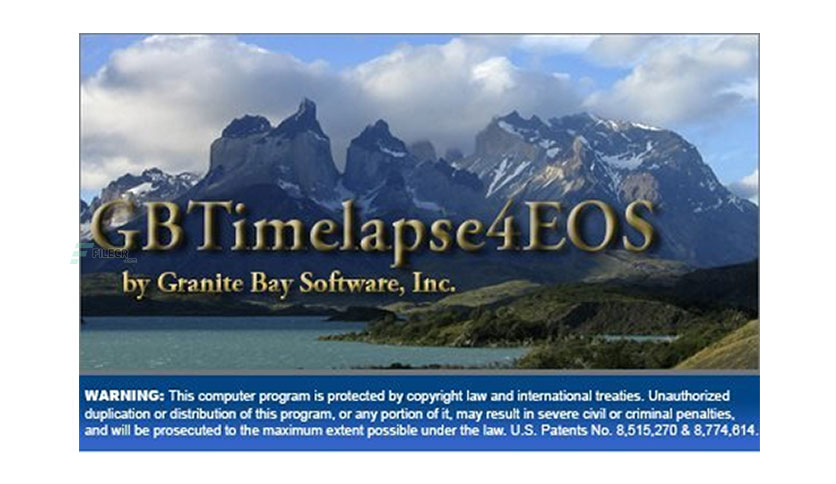 GBTimelapse4EOS
FILECR
by Granite Bay Software, Inc.
WARNING: This computer program is protected by copyright law and international treaties. Unauthorized
duplication or distribution of this program, or any portion of it, may result in severe civil or criminal penalties,
and will be prosecuted to the maximum extent possible under the law. U.S. Patents No. 8,515,270 & 8,774,614.